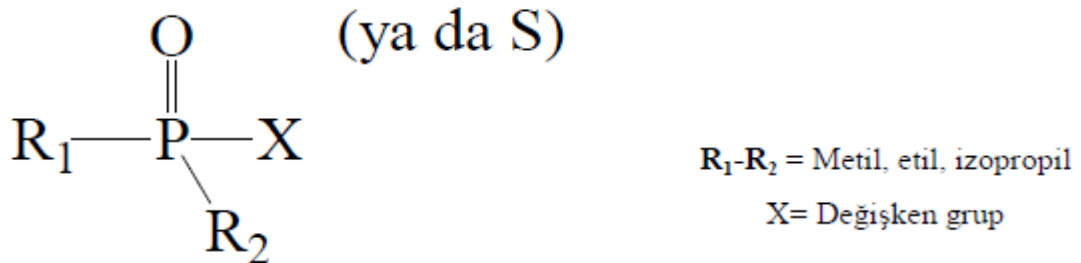 O (ya da S)
R₁ P X
R₂
R₁-R₂ = Metil, etil, izopropil
X= Değişken grup